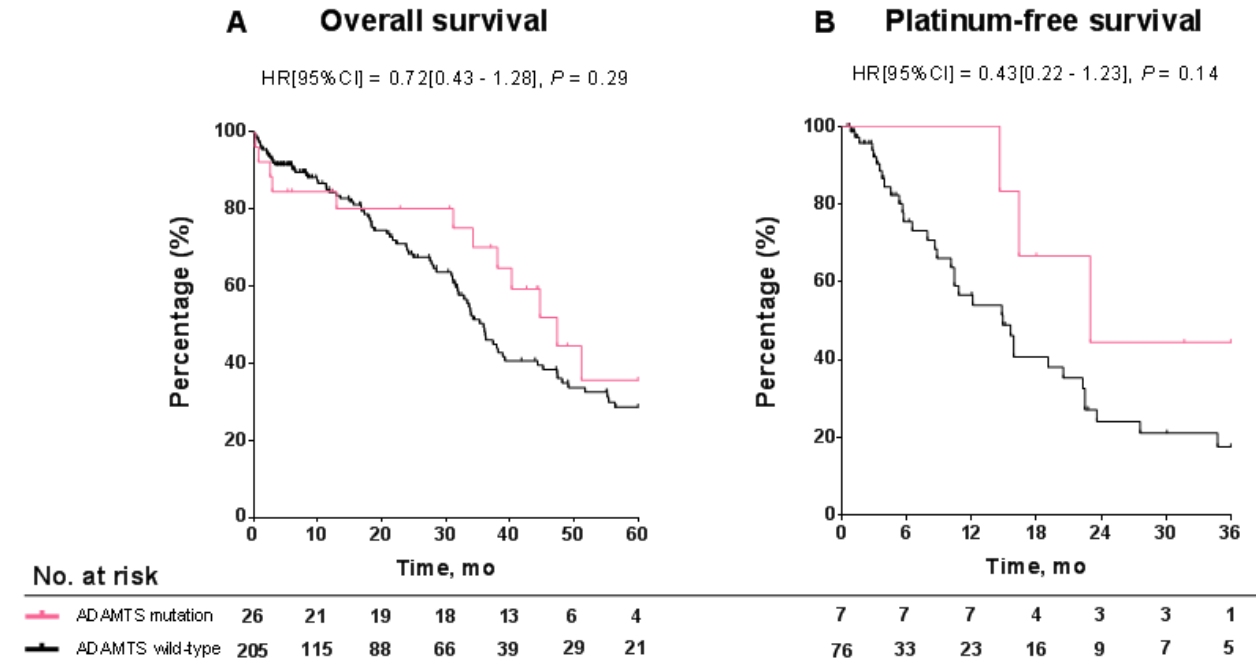 A Overall survival
HR[95%CI] = 0.72[0.43 - 1.28], P = 0.29
Percentage (%)
100
80
60
40
20
0
0 10 20 30 40 50 60
Time, mo
B Platinum-free survival
HR[95%CI] = 0.43[0.22 - 1.23], P = 0.14
Percentage (%)
100
80
60
40
20
0
0 6 12 18 24 30 36
Time, mo
No. at risk
ADAMTS mutation 26 21 19 18 13 6 4 7 7 7 4 3 3 1
ADAMTS wild-type 205 115 88 66 39 29 21 76 33 23 16 9 7 5